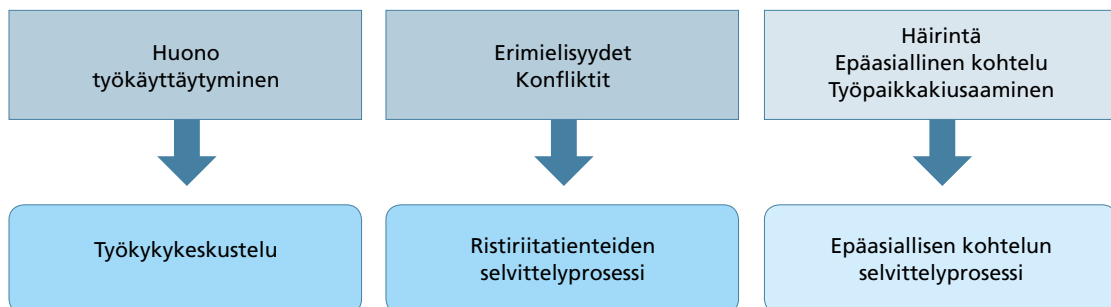 Huono
työkäyttäytyminen
Erimielisyydet
Konfliktit
Häirintä
Epäasiallinen kohtelu
Työpaikkakiusaaminen
Työkykykeskustelu
Ristiriitatienteiden
selvittelyprosessi
Epäasiallisen kohtelun
selvittelyprosessi